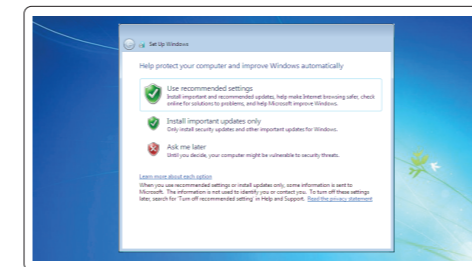 Set Up Windows
Help protect your computer and improve Windows automatically
Use recommended settings
Install important and recommended updates, help make Internet browsing safer, check
online for solutions to problems, and help Microsoft improve Windows.
Install important updates only
Only install security updates and other important updates for Windows.
Ask me later
Until you decide, your computer might be vulnerable to security threats.
Learn more about each option
When you use recommended settings or install updates only, some information is sent to
Microsoft. The information is not used to identify you or contact you. To turn off these settings
later, search for 'Turn off recommended setting' in Help and Support. Read the privacy statement